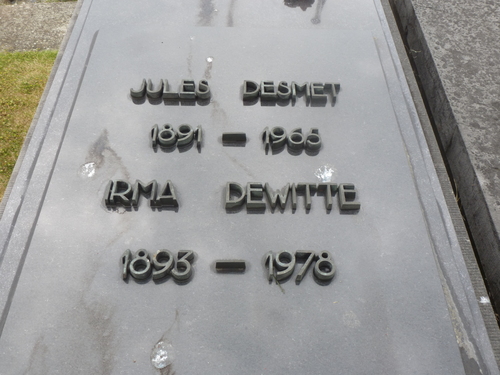 JULES DESMET
1891 - 1966
IRMA DEWITTE
1893 - 1978